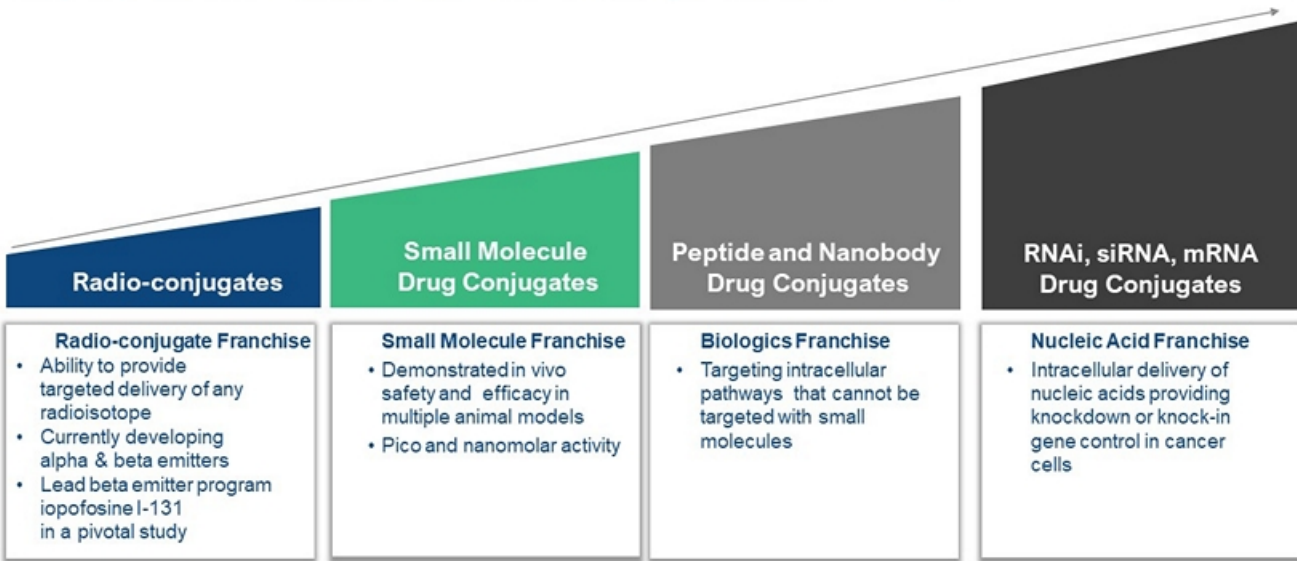 Radio-conjugates
Small Molecule
Drug Conjugates
Peptide and Nanobody
Drug Conjugates
RNAi, siRNA, mRNA
Drug Conjugates
Radio-conjugate Franchise
• Ability to provide
targeted delivery of any
radioisotope
• Currently developing
alpha & beta emitters
• Lead beta emitter program
iopofosine I-131
in a pivotal study
Small Molecule Franchise
• Demonstrated in vivo
safety and efficacy in
multiple animal models
• Pico and nanomolar activity
Biologics Franchise
• Targeting intracellular
pathways that cannot be
targeted with small
molecules
Nucleic Acid Franchise
• Intracellular delivery of
nucleic acids providing
knockdown or knock-in
gene control in cancer
cells